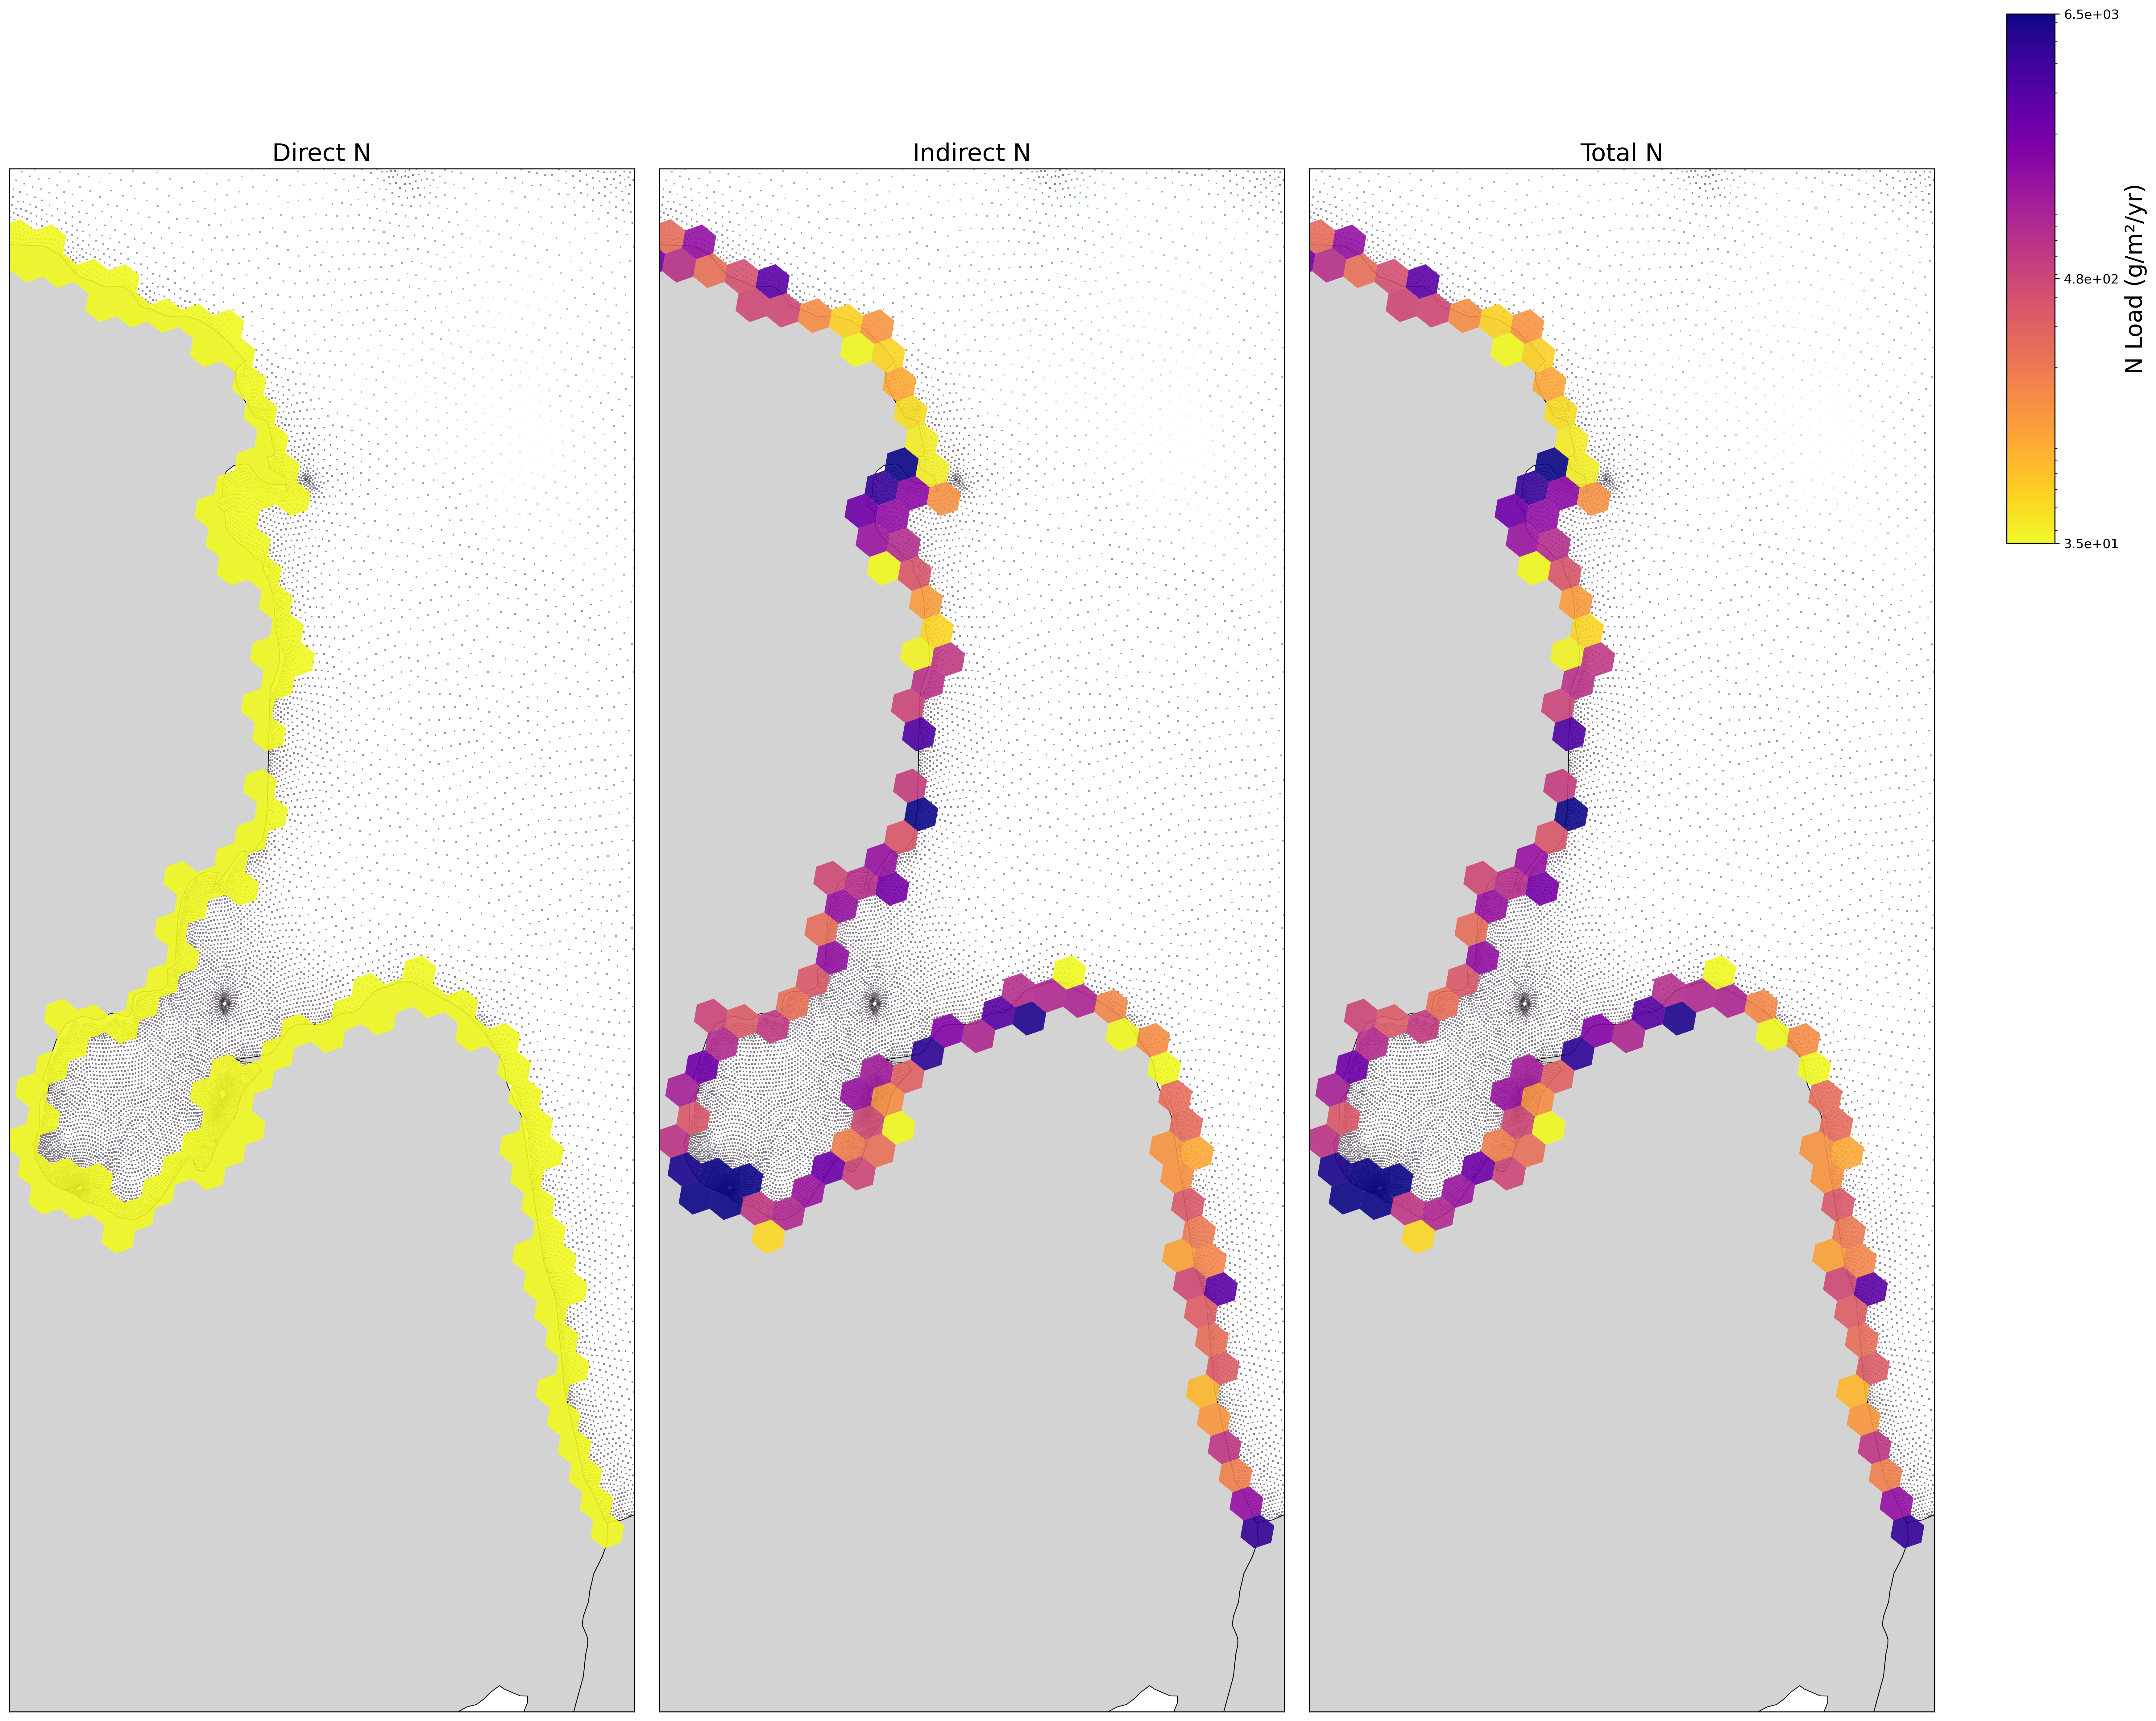 6.5e+03
Direct N
Indirect N
Total N
4.8e+02
N Load (g/m²/yr)
3.5e+01